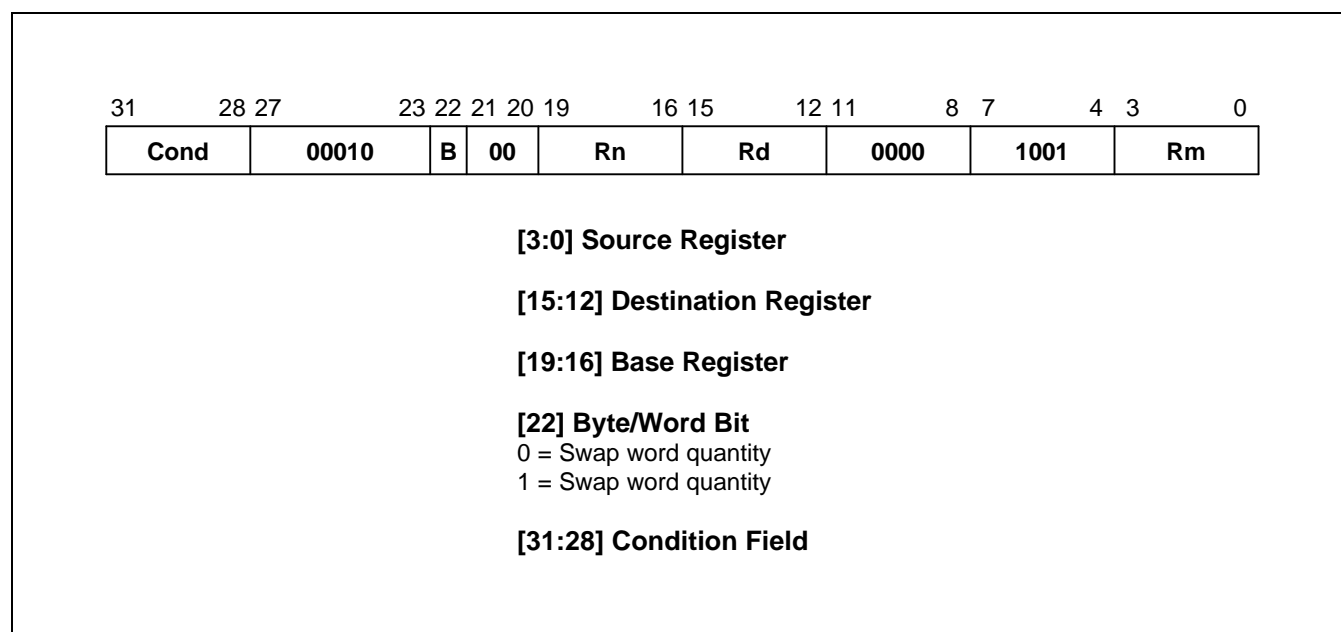 31 28 27 23 22 21 20 19 16 15 12 11 8 7 4 3 0
Cond 00010 B 00 Rn Rd 0000 1001 Rm
[3:0] Source Register
[15:12] Destination Register
[19:16] Base Register
[22] Byte/Word Bit
0 = Swap word quantity
1 = Swap word quantity
[31:28] Condition Field